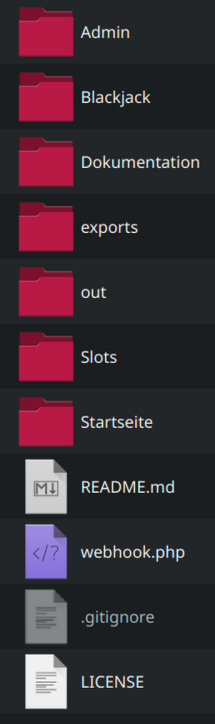 Admin
Blackjack
Dokumentation
exports
out
Slots
Startseite
M↓ README.md
</?> webhook.php
.gitignore
LICENSE